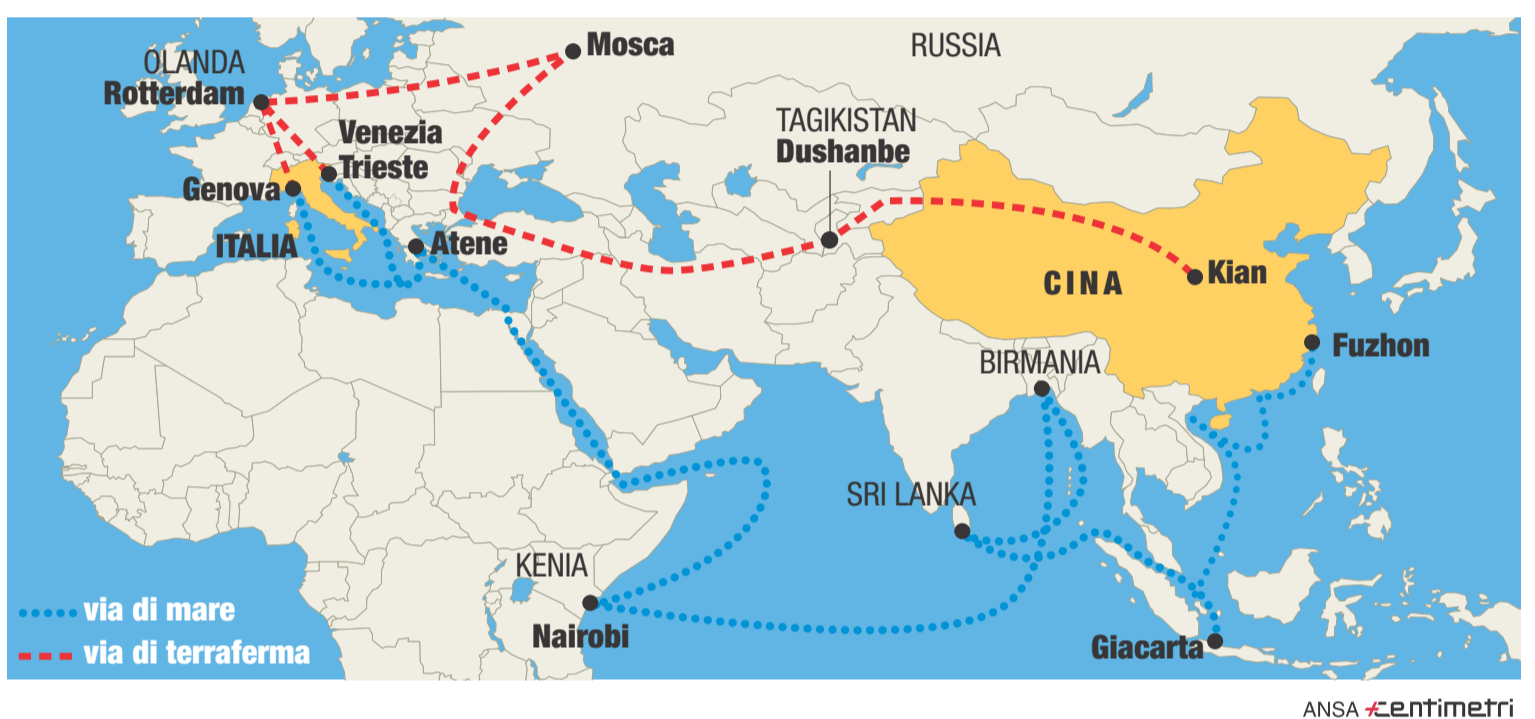 Mosca
RUSSIA
OLANDA
Rotterdam
Venezia
Trieste
TAGIKISTAN
Dushanbe
Genova
ITALIA
Atene
CINA
Kian
Fuzhon
BIRMANIA
SRI LANKA
KENIA
Nairobi
Giacarta
via di mare
via di terraferma
ANSA centimetri